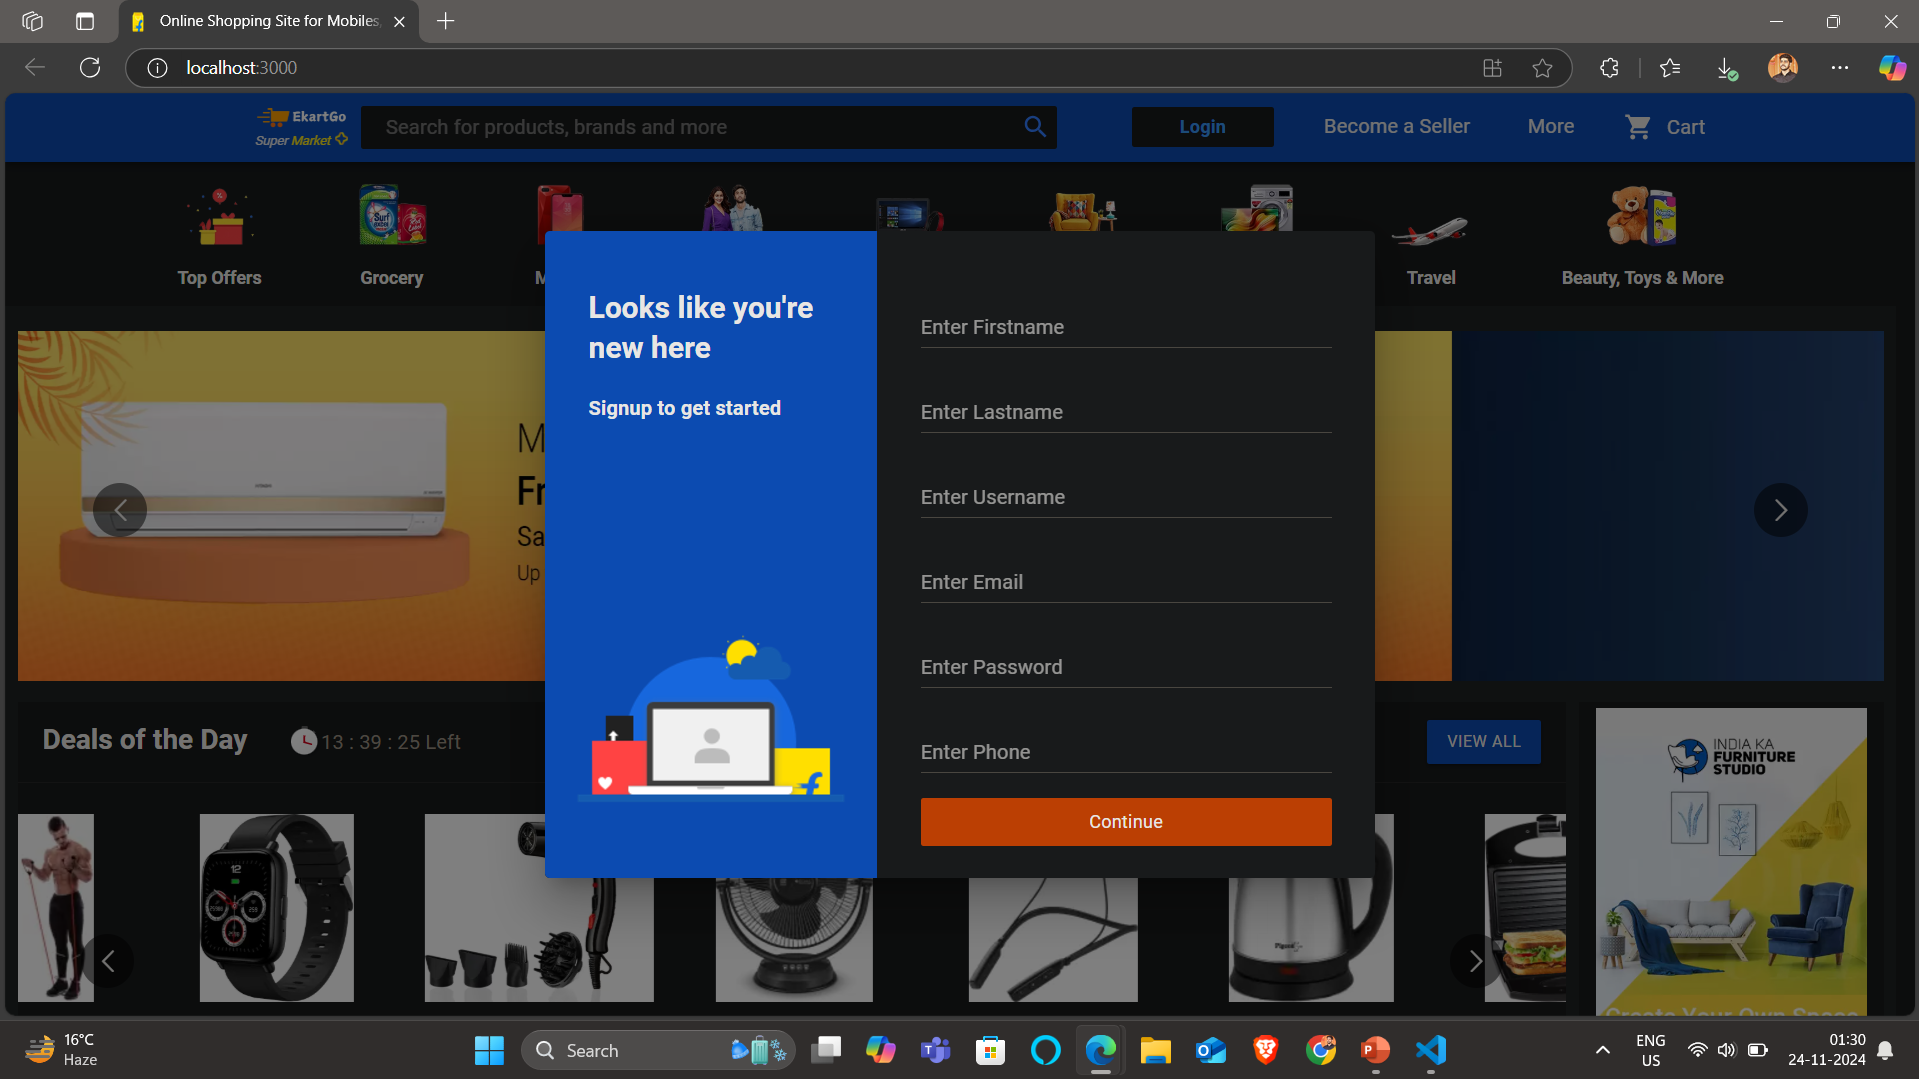 Online Shopping Site for Mobiles,
localhost:3000
EkartGo
Super Market
Search for products, brands and more
Login
Become a Seller
More
Cart
Top Offers
Grocery
M
Travel
Beauty, Toys & More
Looks like you're
new here
Signup to get started
Enter Firstname
Enter Lastname
Enter Username
Enter Email
Enter Password
Enter Phone
Continue
M
Fr
Sa
Up
Deals of the Day
13 : 39 : 25 Left
VIEW ALL
INDIA KA
FURNITURE
STUDIO
Create Your Own Space
16°C
Haze
Search
ENG
US
01:30
24-11-2024